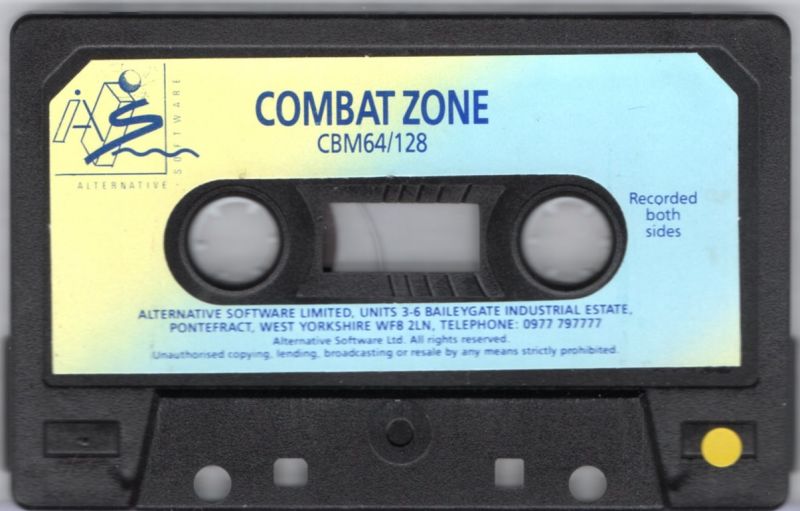 COMBAT ZONE
CBM64/128
SOFTWARE
ALTERNATIVE
Recorded
both
sides
ALTERNATIVE SOFTWARE LIMITED, UNITS 3-6 BAILEYGATE INDUSTRIAL ESTATE,
PONTEFRACT, WEST YORKSHIRE WF8 2LN, TELEPHONE: 0977 797777
Alternative Software Ltd. All rights reserved.
Unauthorised copying, lending, broadcasting or resale by any means strictly prohibited.